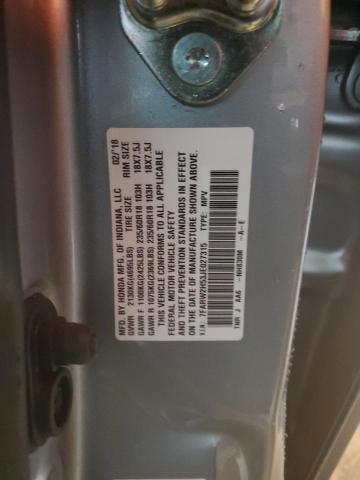 MFD. BY HONDA MFG. OF INDIANA, LLC 02/'18
TIRE SIZE RIM SIZE
GVWR 2130KG(4695LBS)
GAWR F 1100KG(2425LBS) 235/60R18 103H 18X7.5J
GAWR R 1075KG(2369LBS) 235/60R18 103H 18X7.5J
THIS VEHICLE CONFORMS TO ALL APPLICABLE
FEDERAL MOTOR VEHICLE SAFETY
AND THEFT PREVENTION STANDARDS IN EFFECT
ON THE DATE OF MANUFACTURE SHOWN ABOVE.
V.I.N.: 7FARW2H53JE027315 TYPE: MPV
TNR J AA6 -NH830M -A-E